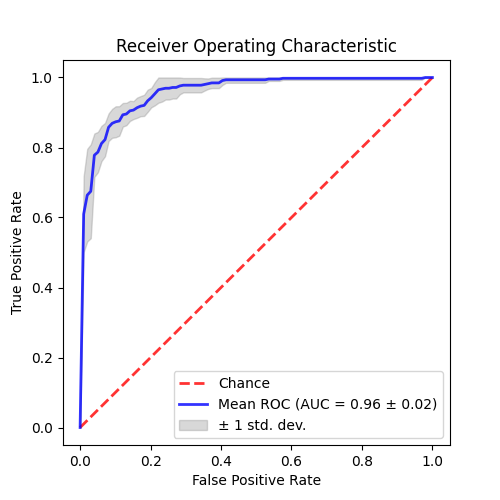 Receiver Operating Characteristic
True Positive Rate
1.0
0.8
0.6
0.4
0.2
0.0
Chance
Mean ROC (AUC = 0.96 ± 0.02)
± 1 std. dev.
0.0 0.2 0.4 0.6 0.8 1.0
False Positive Rate